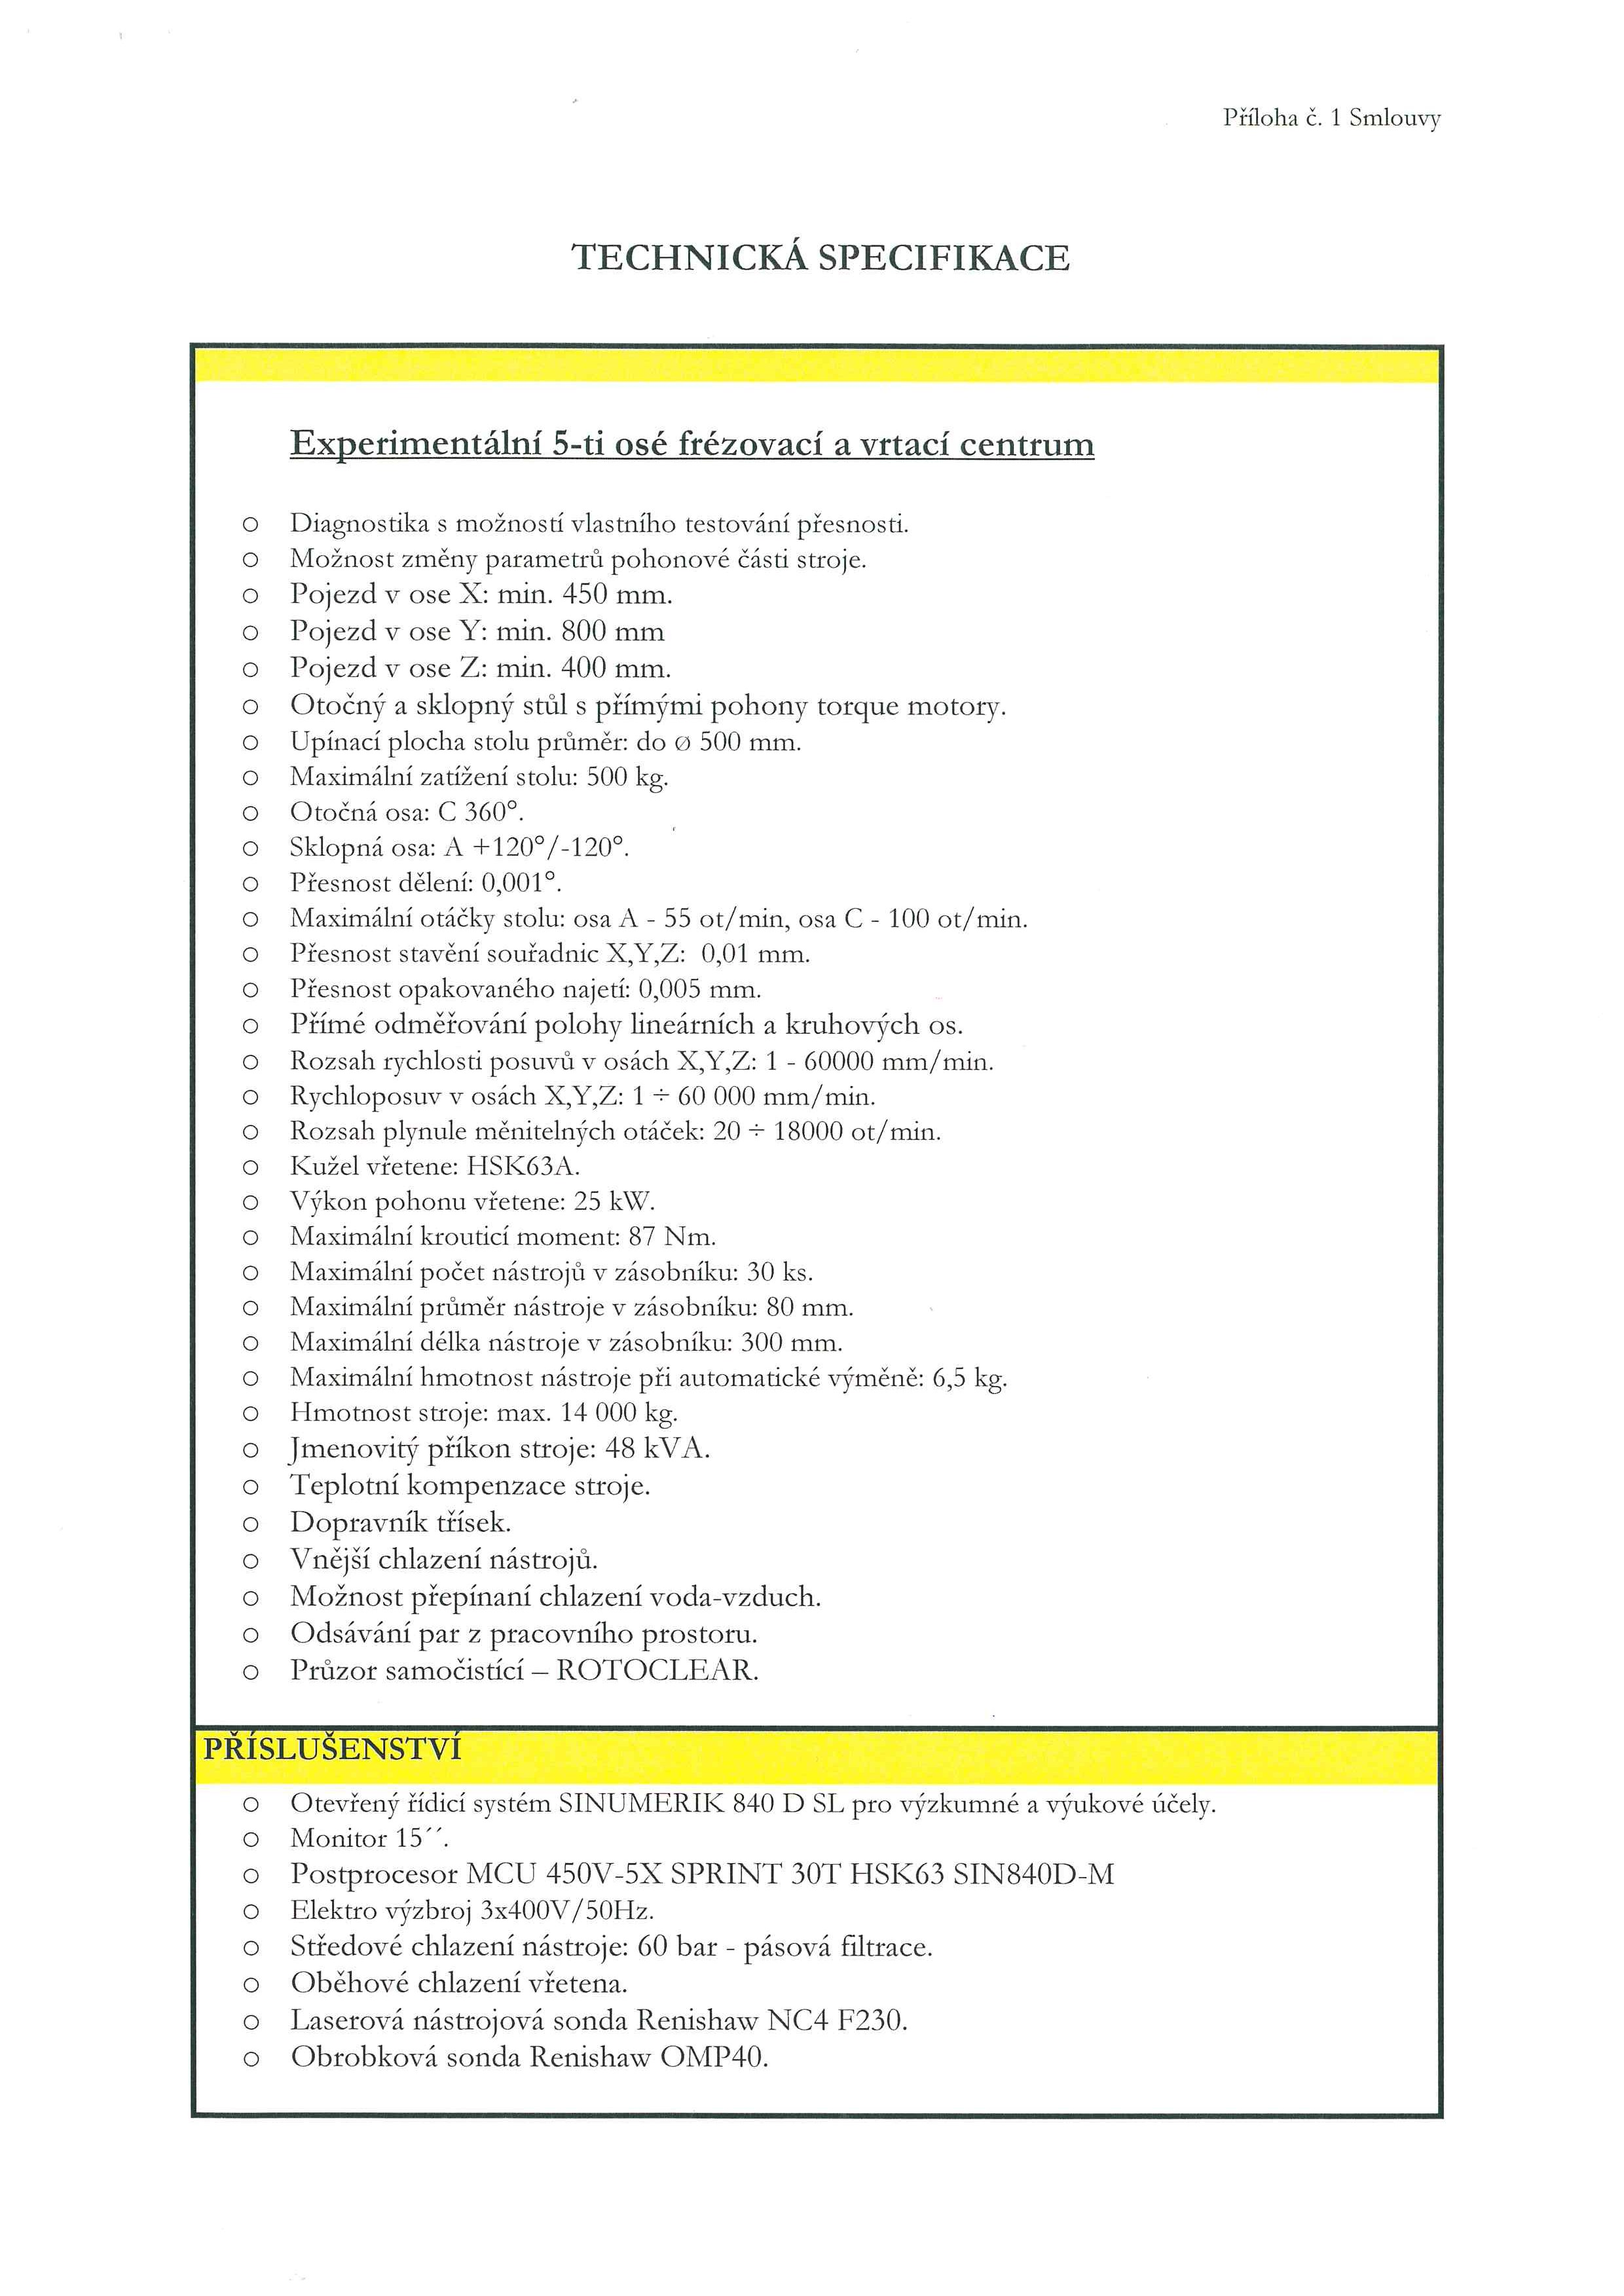 Příloha č. 1 Smlouvy
TECHNICKÁ SPECIFIKACE
Experimentální 5-ti osé frézovací a vrtací centrum
o Diagnostika s možností vlastního testování přesnosti.
o Možnost změny parametrů pohonové části stroje.
o Pojezd v ose X: min. 450 mm.
o Pojezd v ose Y: min. 800 mm
o Pojezd v ose Z: min. 400 mm.
o Otočný a sklopný stůl s přímými pohony torque motory.
o Upínací plocha stolu průměr: do ø 500 mm.
o Maximální zatížení stolu: 500 kg.
o Otočná osa: C 360°.
o Sklopná osa: A +120°/-120°.
o Přesnost dělení: 0,001°.
o Maximální otáčky stolu: osa A - 55 ot/min, osa C - 100 ot/min.
o Přesnost stavění souřadnic X,Y,Z: 0,01 mm.
o Přesnost opakovaného najetí: 0,005 mm.
o Přímé odměřování polohy lineárních a kruhových os.
o Rozsah rychlosti posuvů v osách X,Y,Z: 1 - 60000 mm/min.
o Rychloposuv v osách X,Y,Z: 1 ÷ 60 000 mm/min.
o Rozsah plynule měnitelných otáček: 20 ÷ 18000 ot/min.
o Kužel vřetene: HSK63A.
o Výkon pohonu vřetene: 25 kW.
o Maximální krouticí moment: 87 Nm.
o Maximální počet nástrojů v zásobníku: 30 ks.
o Maximální průměr nástroje v zásobníku: 80 mm.
o Maximální délka nástroje v zásobníku: 300 mm.
o Maximální hmotnost nástroje při automatické výměně: 6,5 kg.
o Hmotnost stroje: max. 14 000 kg.
o Jmenovitý příkon stroje: 48 kVA.
o Teplotní kompenzace stroje.
o Dopravník třísek.
o Vnější chlazení nástrojů.
o Možnost přepínaní chlazení voda-vzduch.
o Odsávání par z pracovního prostoru.
o Průzor samočistící – ROTOCLEAR.
PŘÍSLUŠENSTVÍ
o Otevřený řídicí systém SINUMERIK 840 D SL pro výzkumné a výukové účely.
o Monitor 15´´.
o Postprocesor MCU 450V-5X SPRINT 30T HSK63 SIN840D-M
o Elektro výzbroj 3x400V/50Hz.
o Středové chlazení nástroje: 60 bar - pásová filtrace.
o Oběhové chlazení vřetena.
o Laserová nástrojová sonda Renishaw NC4 F230.
o Obrobková sonda Renishaw OMP40.